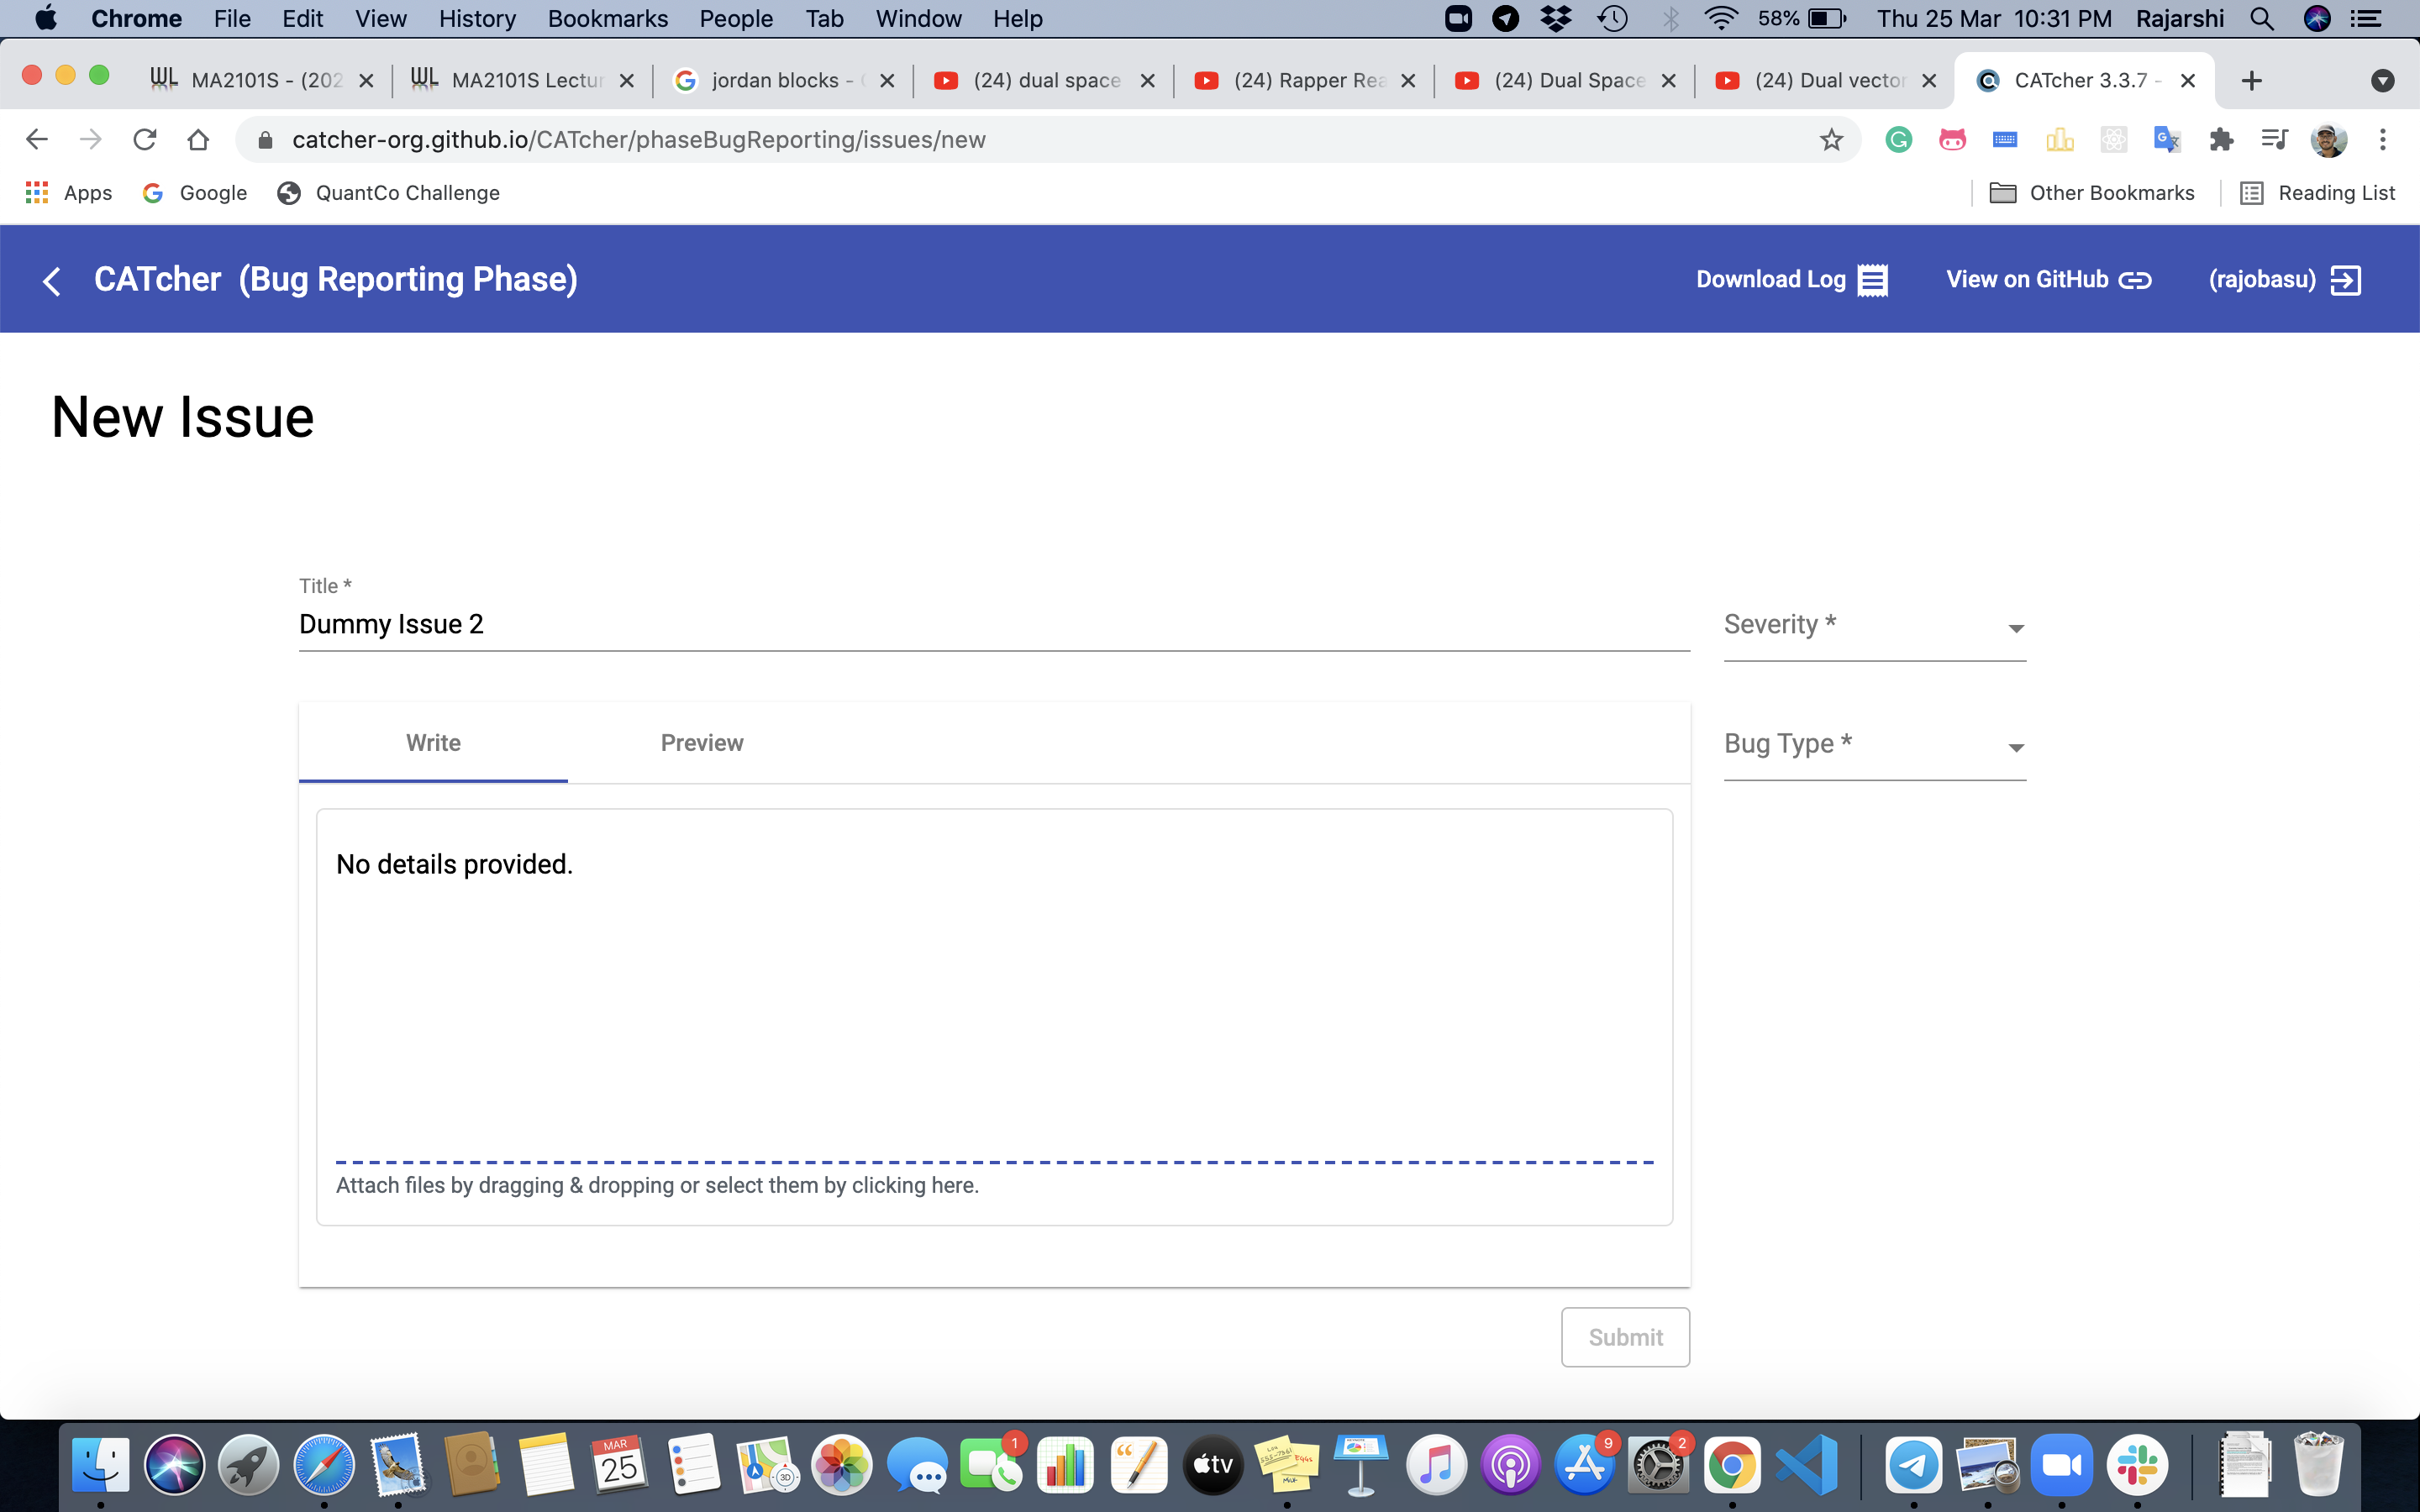 Chrome File Edit View History Bookmarks People Tab Window Help 58% Thu 25 Mar 10:31 PM Rajarshi
MA2101S - (202 MA2101S Lectur jordan blocks - (24) dual space (24) Rapper Rea (24) Dual Space (24) Dual vector CATcher 3.3.7 -
catcher-org.github.io/CATcher/phaseBugReporting/issues/new
Apps Google QuantCo Challenge Other Bookmarks Reading List
CATcher (Bug Reporting Phase) Download Log View on GitHub (rajobasu)
New Issue
Title *
Dummy Issue 2
Severity *
Write Preview
Bug Type *
No details provided.
Attach files by dragging & dropping or select them by clicking here.
Submit
MAR
25
3D
1
tv
9
2